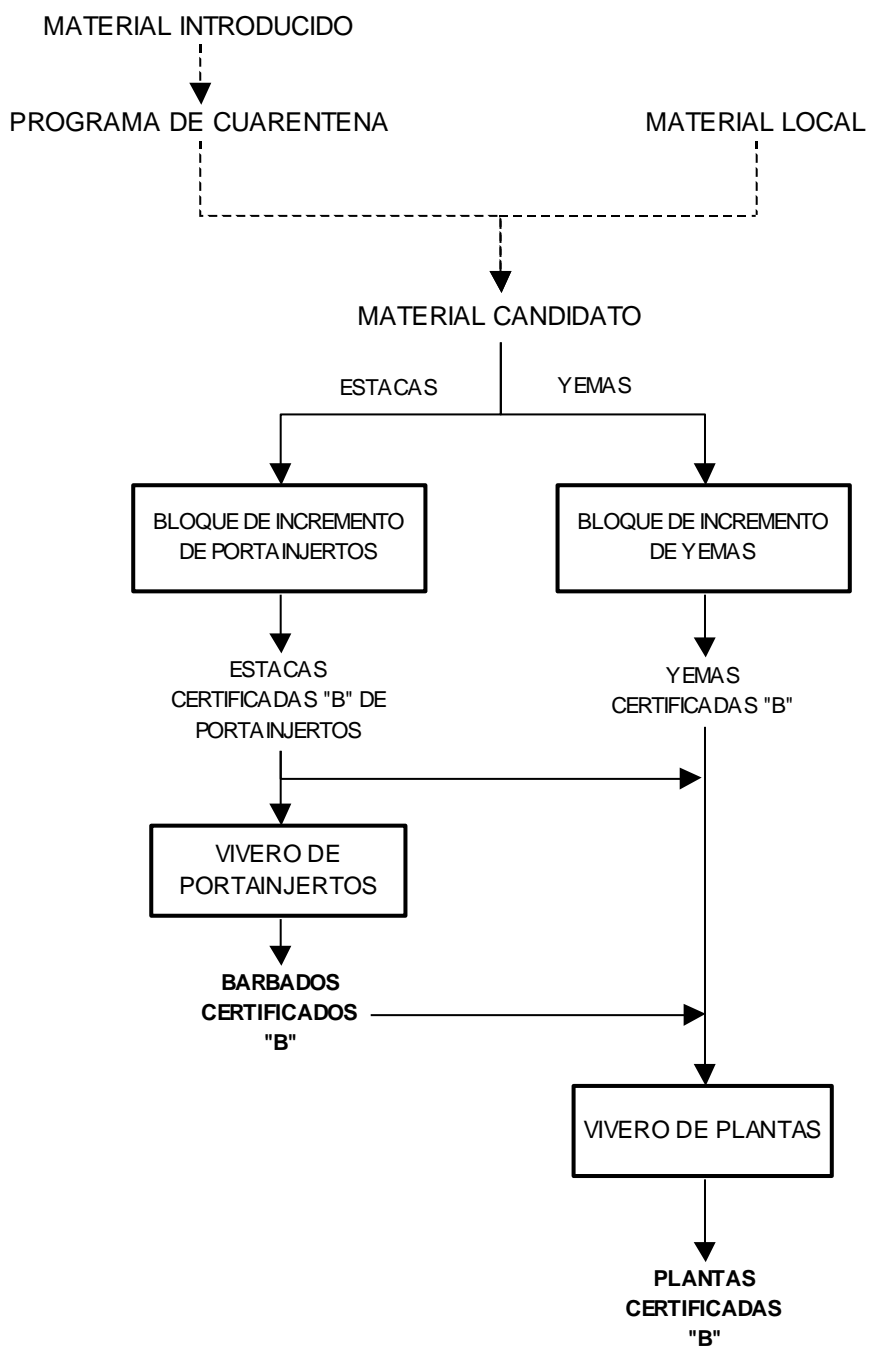 MATERIAL INTRODUCIDO
PROGRAMA DE CUARENTENA
MATERIAL LOCAL
MATERIAL CANDIDATO
ESTACAS
YEMAS
BLOQUE DE INCREMENTO
DE PORTAINJERTOS
BLOQUE DE INCREMENTO
DE YEMAS
ESTACAS
CERTIFICADAS "B" DE
PORTAINJERTOS
YEMAS
CERTIFICADAS "B"
VIVERO DE
PORTAINJERTOS
BARBADOS
CERTIFICADOS
"B"
VIVERO DE PLANTAS
PLANTAS
CERTIFICADAS
"B"